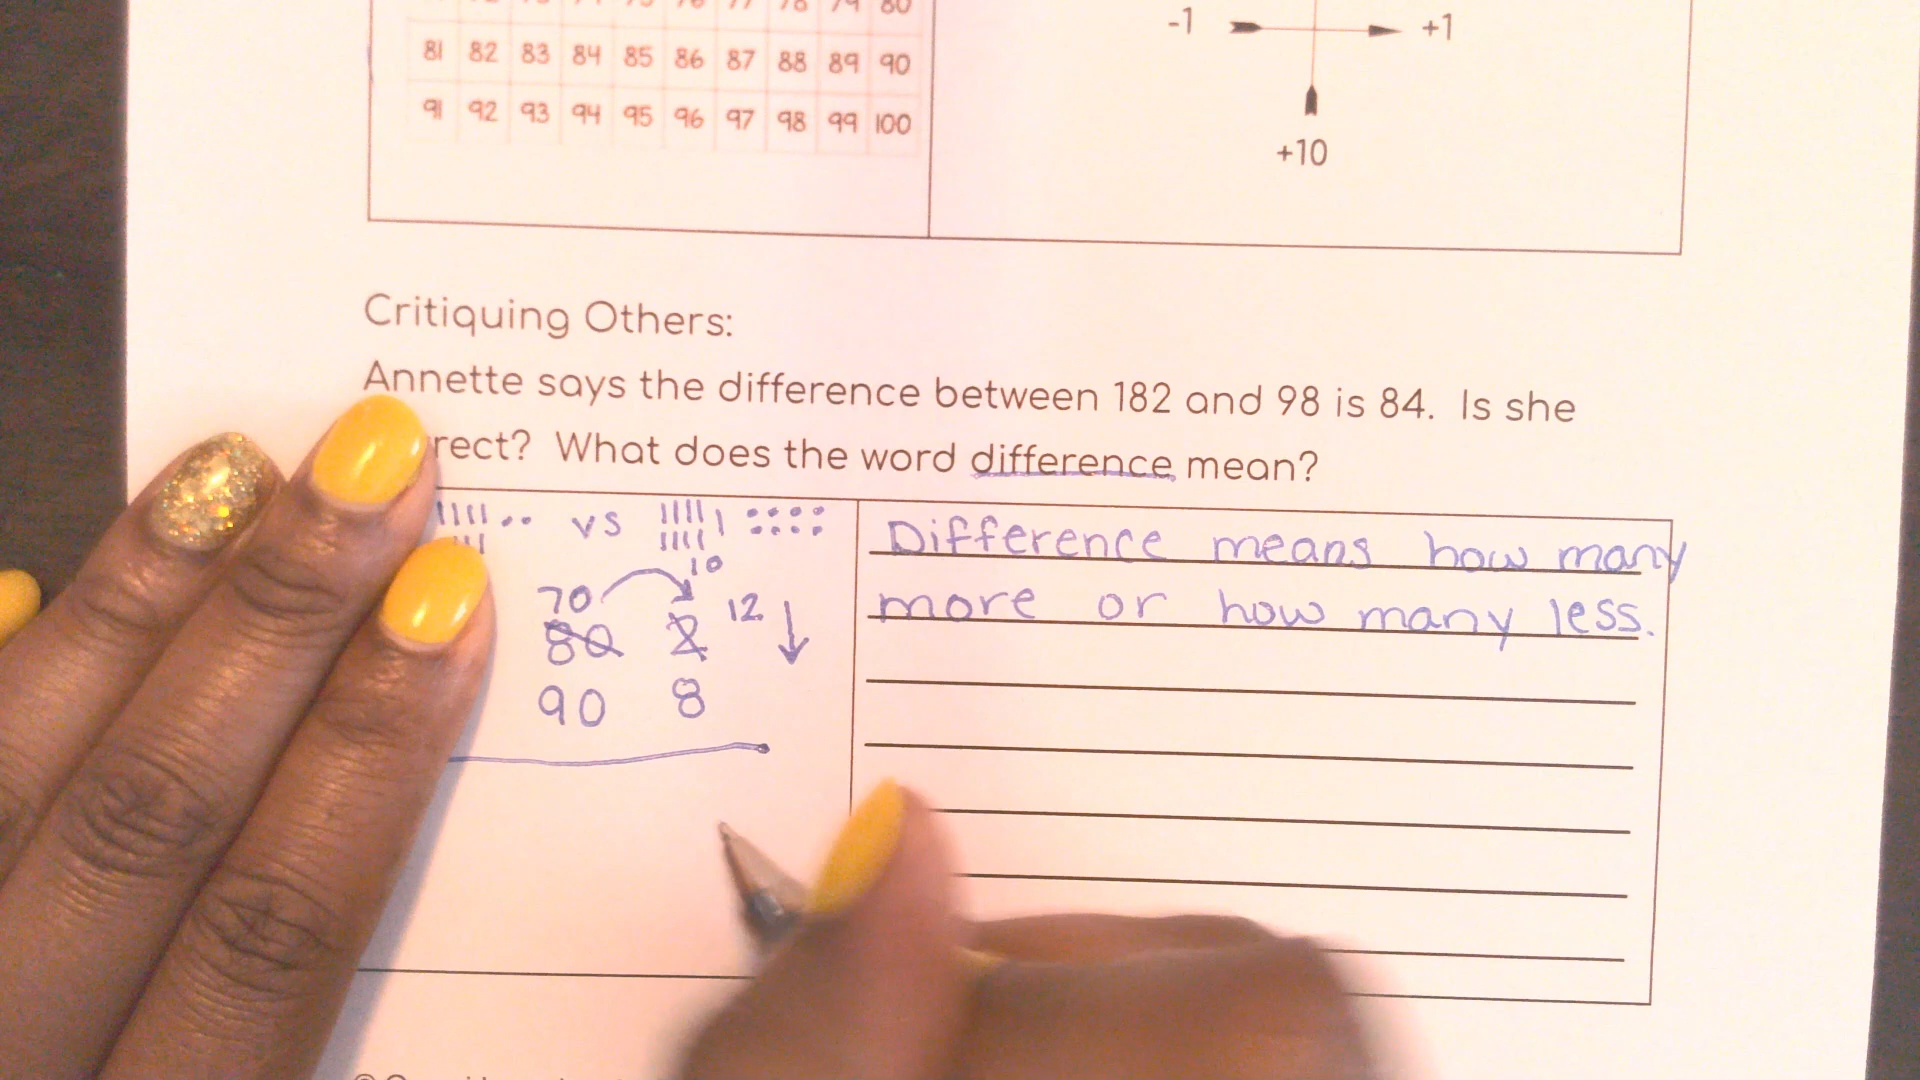 80
-1 +1
81 82 83 84 85 86 87 88 89 90
91 92 93 94 95 96 97 98 99 100
+10
Critiquing Others:
Annette says the difference between 182 and 98 is 84. Is she
rect? What does the word difference mean?
vs
10
70
12
80 2
90 8
Difference means how many
more or how many less.